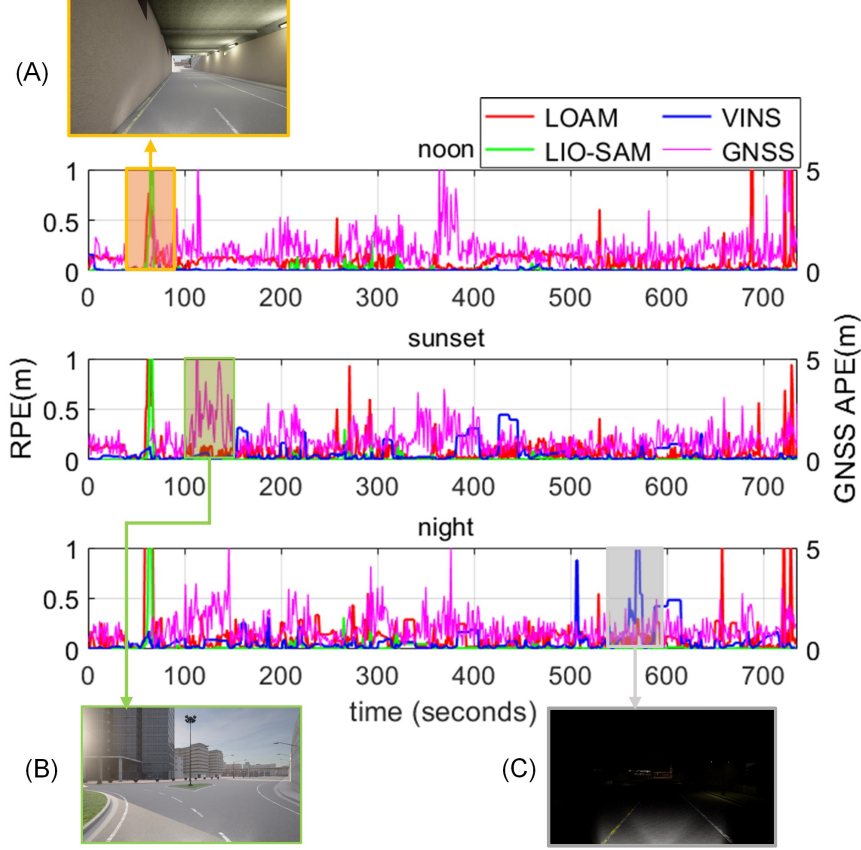 (A)
LOAM VINS
LIO-SAM GNSS
noon
1 5
0.5
0 0
0 100 200 300 400 500 600 700
sunset
1 5
0.5
0 0
0 100 200 300 400 500 600 700
night
1 5
0.5
0 0
0 100 200 300 400 500 600 700
RPE(m)
GNSS APE(m)
time (seconds)
(B)
(C)